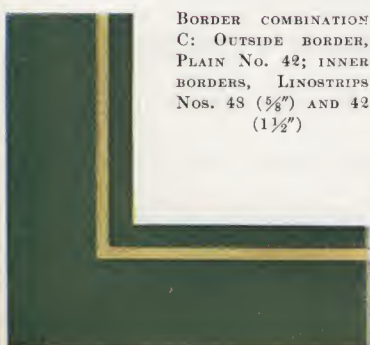 Border combination
C: Outside border,
Plain No. 42; inner
borders, Linostrips
Nos. 48 (⅝″) and 42
(1½″)